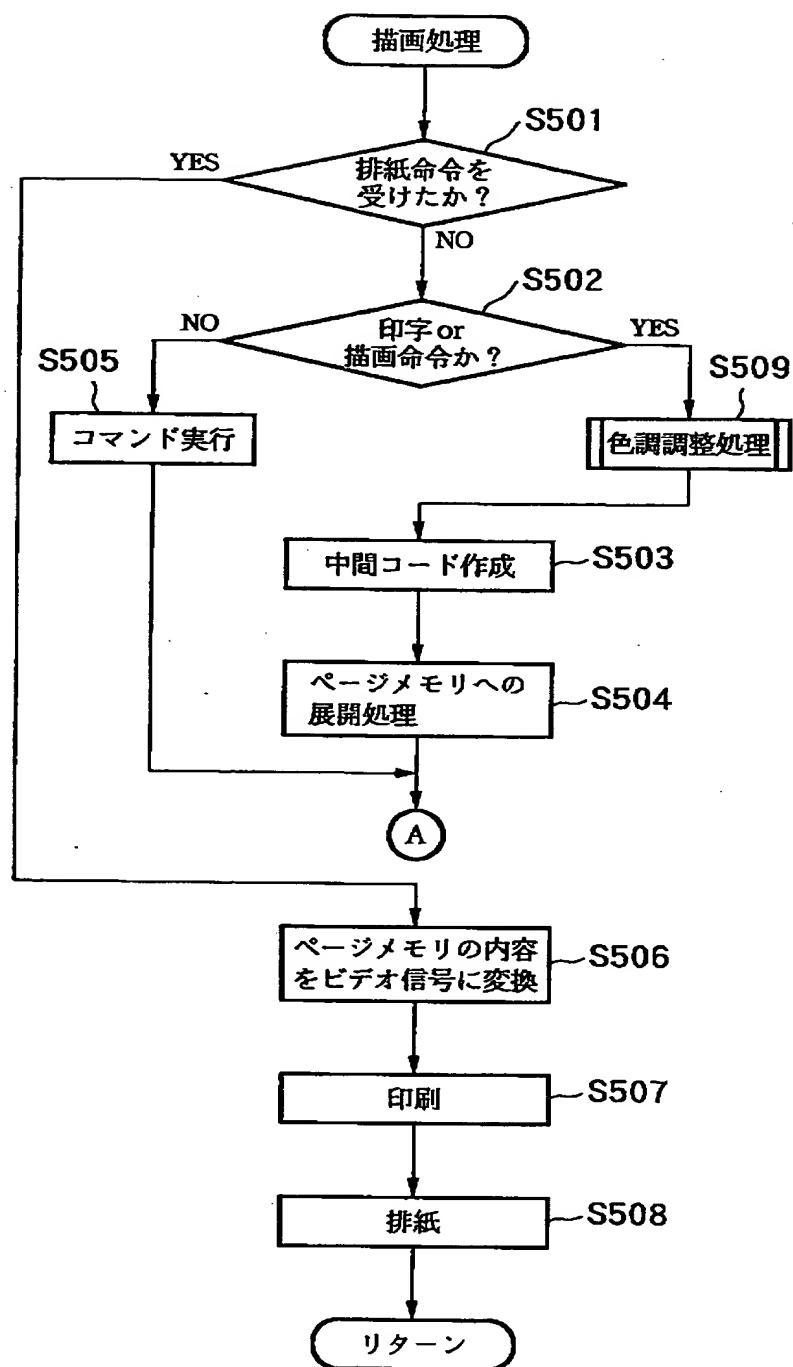 描画処理
S501
YES
排紙命令を
受けたか？
NO
S502
NO
印字or
描画命令か？
YES
S505
S509
コマンド実行
色調調整処理
中間コード作成
S503
ページメモリへの
展開処理
S504
A
ページメモリの内容
をビデオ信号に変換
S506
印刷
S507
排紙
S508
リターン